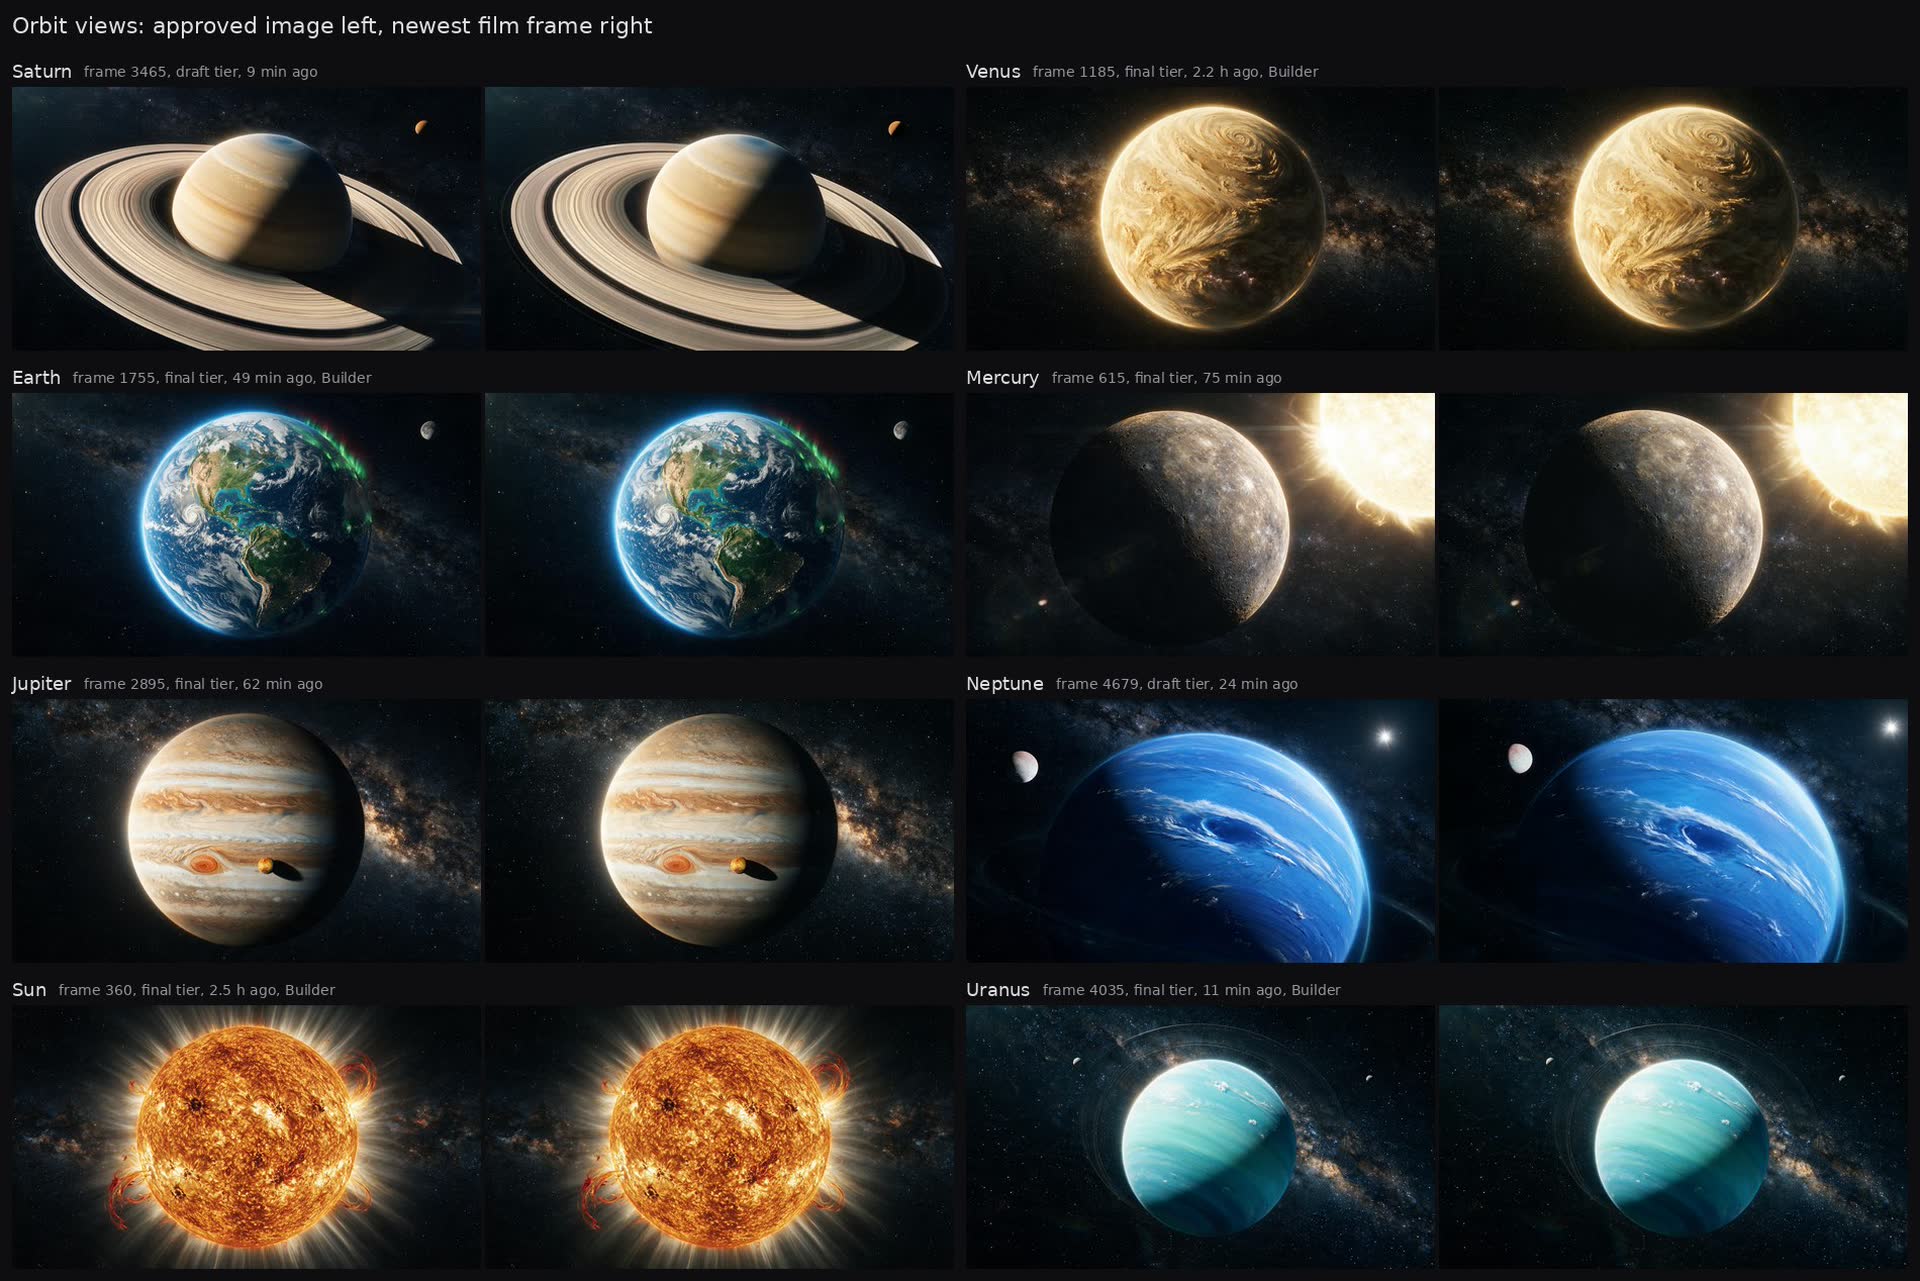 Orbit views: approved image left, newest film frame right
Saturn frame 3465, draft tier, 9 min ago
Venus frame 1185, final tier, 2.2 h ago, Builder
Earth frame 1755, final tier, 49 min ago, Builder
Mercury frame 615, final tier, 75 min ago
Jupiter frame 2895, final tier, 62 min ago
Neptune frame 4679, draft tier, 24 min ago
Sun frame 360, final tier, 2.5 h ago, Builder
Uranus frame 4035, final tier, 11 min ago, Builder